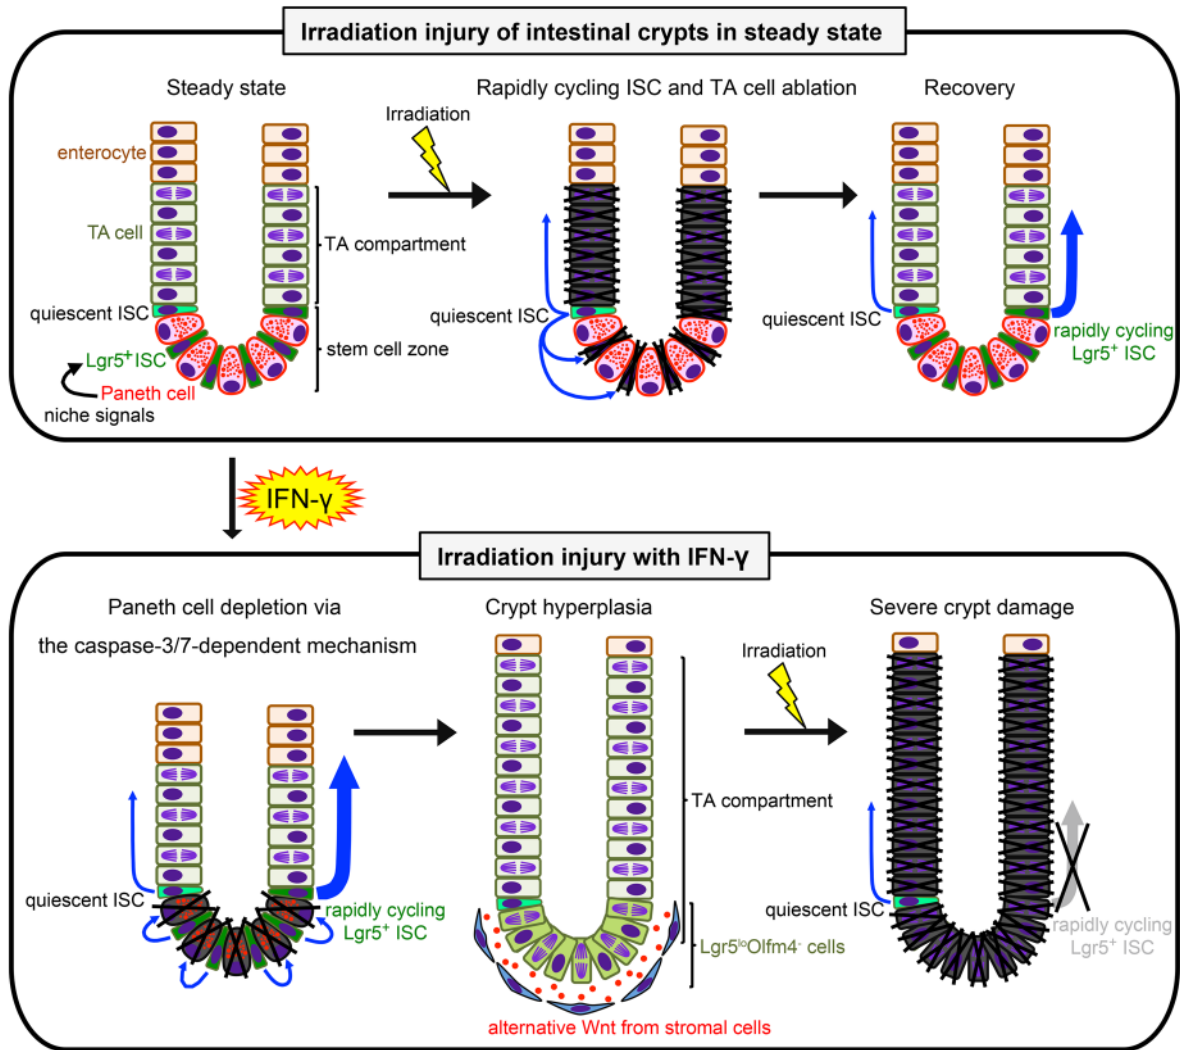 Irradiation injury of intestinal crypts in steady state
Steady state
Rapidly cycling ISC and TA cell ablation
Recovery
Irradiation
enterocyte
TA cell
TA compartment
quiescent ISC
stem cell zone
Lgr5⁺ ISC
Paneth cell
niche signals
quiescent ISC
quiescent ISC
rapidly cycling
Lgr5⁺ ISC
IFN-γ
Irradiation injury with IFN-γ
Paneth cell depletion via
the caspase-3/7-dependent mechanism
Crypt hyperplasia
Severe crypt damage
Irradiation
TA compartment
quiescent ISC
rapidly cycling
Lgr5⁺ ISC
Lgr5ˡᵒOlfm4⁻ cells
alternative Wnt from stromal cells
quiescent ISC
rapidly cycling
Lgr5⁺ ISC